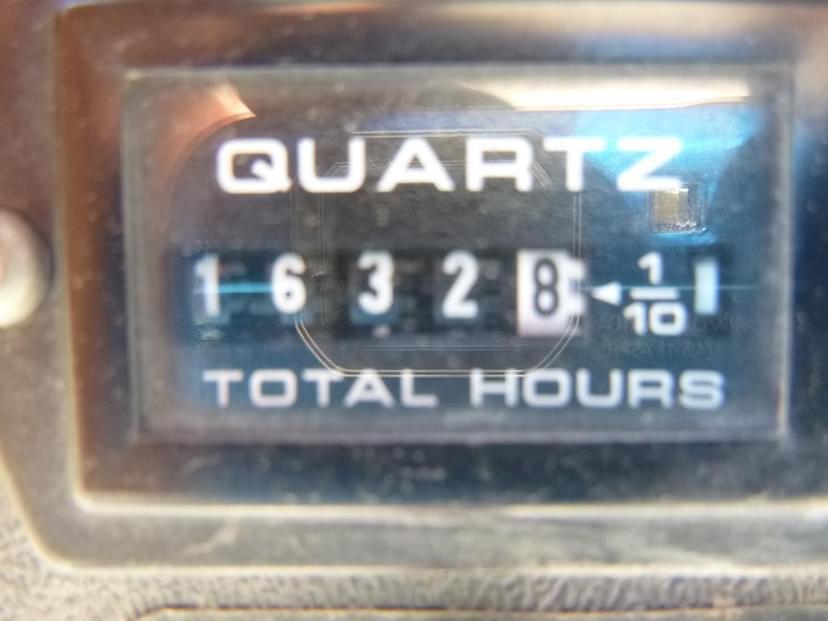 QUARTZ
1 6 3 2 8 ◄ 1/10
TOTAL HOURS